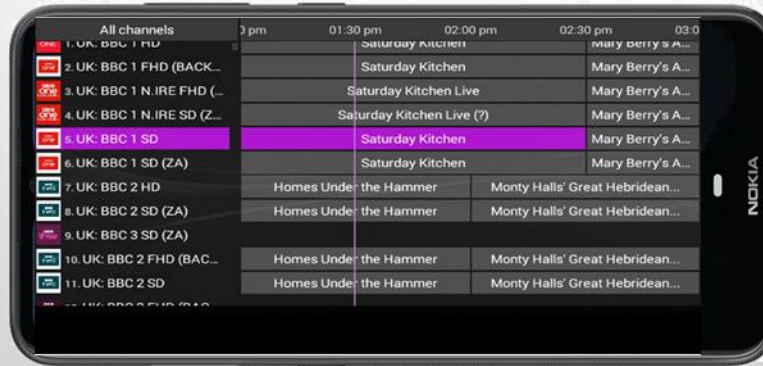 All channels 0 pm 01:30 pm 02:00 pm 02:30 pm 03:0
1. UK: BBC 1 HD Saturday Kitchen Mary Berry's A...
2. UK: BBC 1 FHD (BACK... Saturday Kitchen Mary Berry's A...
3. UK: BBC 1 N.IRE FHD (... Saturday Kitchen Live Mary Berry's A...
4. UK: BBC 1 N.IRE SD (Z... Saturday Kitchen Live (?) Mary Berry's A...
5. UK: BBC 1 SD Saturday Kitchen Mary Berry's A...
6. UK: BBC 1 SD (ZA) Saturday Kitchen Mary Berry's A...
7. UK: BBC 2 HD Homes Under the Hammer Monty Halls' Great Hebridean...
8. UK: BBC 2 SD (ZA) Homes Under the Hammer Monty Halls' Great Hebridean...
9. UK: BBC 3 SD (ZA)
10. UK: BBC 2 FHD (BAC... Homes Under the Hammer Monty Halls' Great Hebridean...
11. UK: BBC 2 SD Homes Under the Hammer Monty Halls' Great Hebridean...
NOKIA